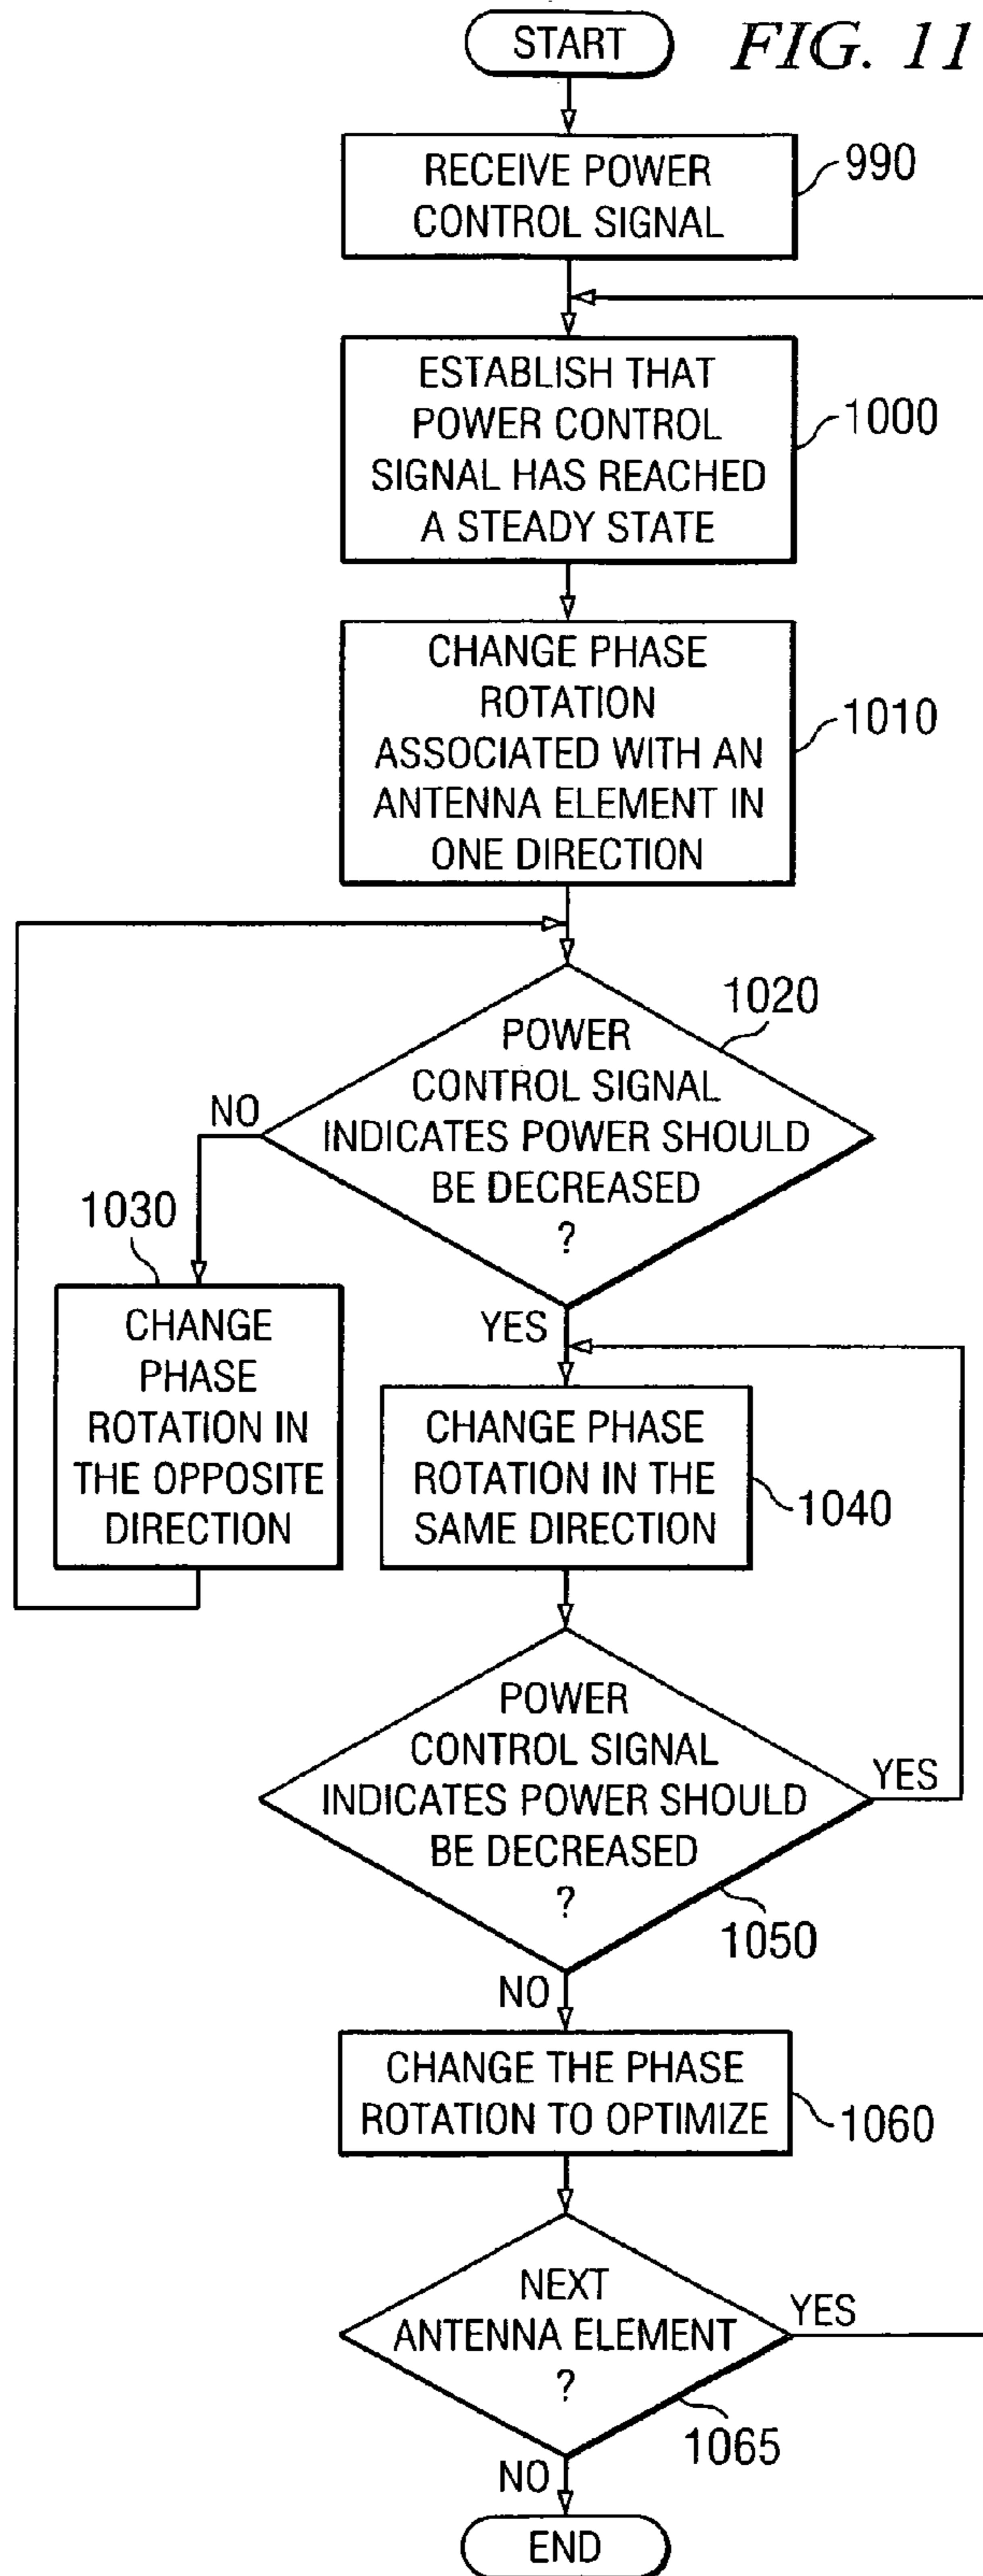 START
FIG. 11
RECEIVE POWER
CONTROL SIGNAL
990
ESTABLISH THAT
POWER CONTROL
SIGNAL HAS REACHED
A STEADY STATE
1000
CHANGE PHASE
ROTATION
ASSOCIATED WITH AN
ANTENNA ELEMENT IN
ONE DIRECTION
1010
POWER
CONTROL SIGNAL
INDICATES POWER SHOULD
BE DECREASED
?
1020
NO
YES
1030
CHANGE
PHASE
ROTATION IN
THE OPPOSITE
DIRECTION
CHANGE PHASE
ROTATION IN THE
SAME DIRECTION
1040
POWER
CONTROL SIGNAL
INDICATES POWER SHOULD
BE DECREASED
?
YES
1050
NO
CHANGE THE PHASE
ROTATION TO OPTIMIZE
1060
NEXT
ANTENNA ELEMENT
?
YES
1065
NO
END